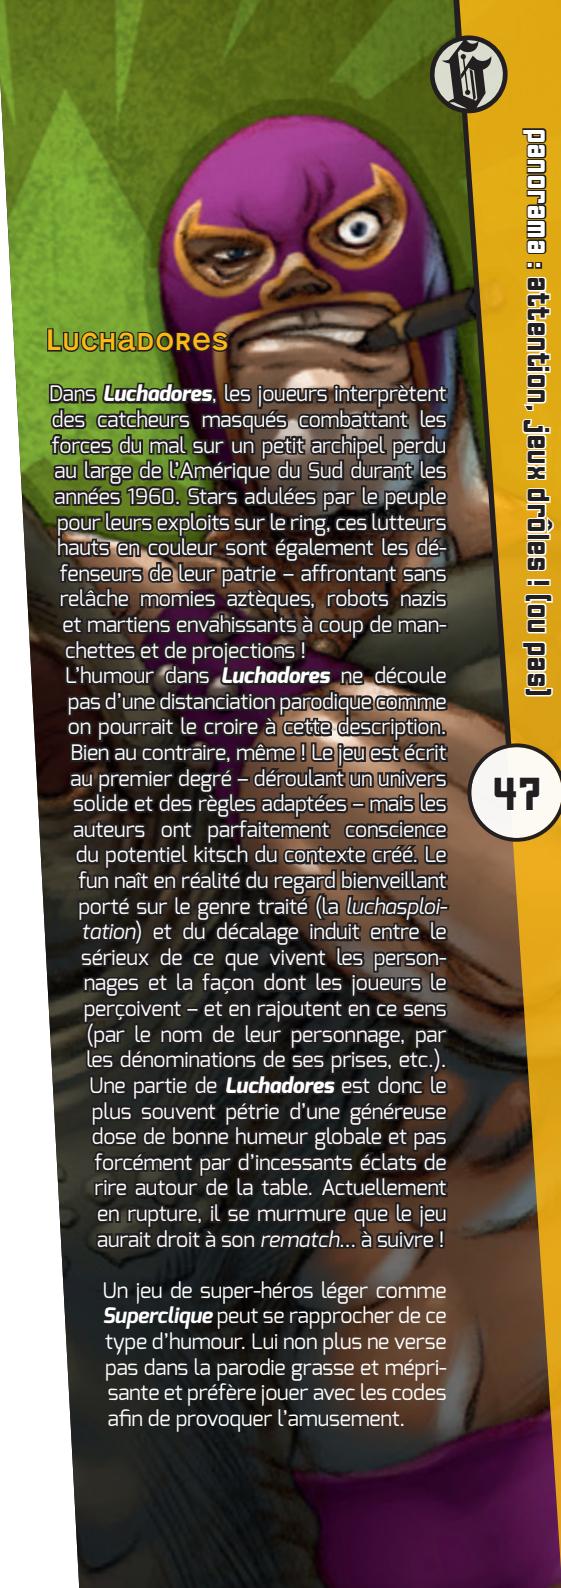 panorama : attention, jeux drôles ! (ou pas)
Luchadores
Dans Luchadores, les joueurs interprètent
des catcheurs masqués combattant les
forces du mal sur un petit archipel perdu
au large de l'Amérique du Sud durant les
années 1960. Stars adulées par le peuple
pour leurs exploits sur le ring, ces lutteurs
hauts en couleur sont également les dé-
fenseurs de leur patrie – affrontant sans
relâche momies aztèques, robots nazis
et martiens envahissants à coup de man-
chettes et de projections !
L'humour dans Luchadores ne découle
pas d'une distanciation parodique comme
on pourrait le croire à cette description.
Bien au contraire, même ! Le jeu est écrit
au premier degré – déroulant un univers
solide et des règles adaptées – mais les
auteurs ont parfaitement conscience
du potentiel kitsch du contexte créé. Le
fun naît en réalité du regard bienveillant
porté sur le genre traité (la luchasploi-
tation) et du décalage induit entre le
sérieux de ce que vivent les person-
nages et la façon dont les joueurs le
perçoivent – et en rajoutent en ce sens
(par le nom de leur personnage, par
les dénominations de ses prises, etc.).
Une partie de Luchadores est donc le
plus souvent pétrie d'une généreuse
dose de bonne humeur globale et pas
forcément par d'incessants éclats de
rire autour de la table. Actuellement
en rupture, il se murmure que le jeu
aurait droit à son rematch... à suivre !
Un jeu de super-héros léger comme
Superclique peut se rapprocher de ce
type d'humour. Lui non plus ne verse
pas dans la parodie grasse et mépri-
sante et préfère jouer avec les codes
afin de provoquer l'amusement.
47